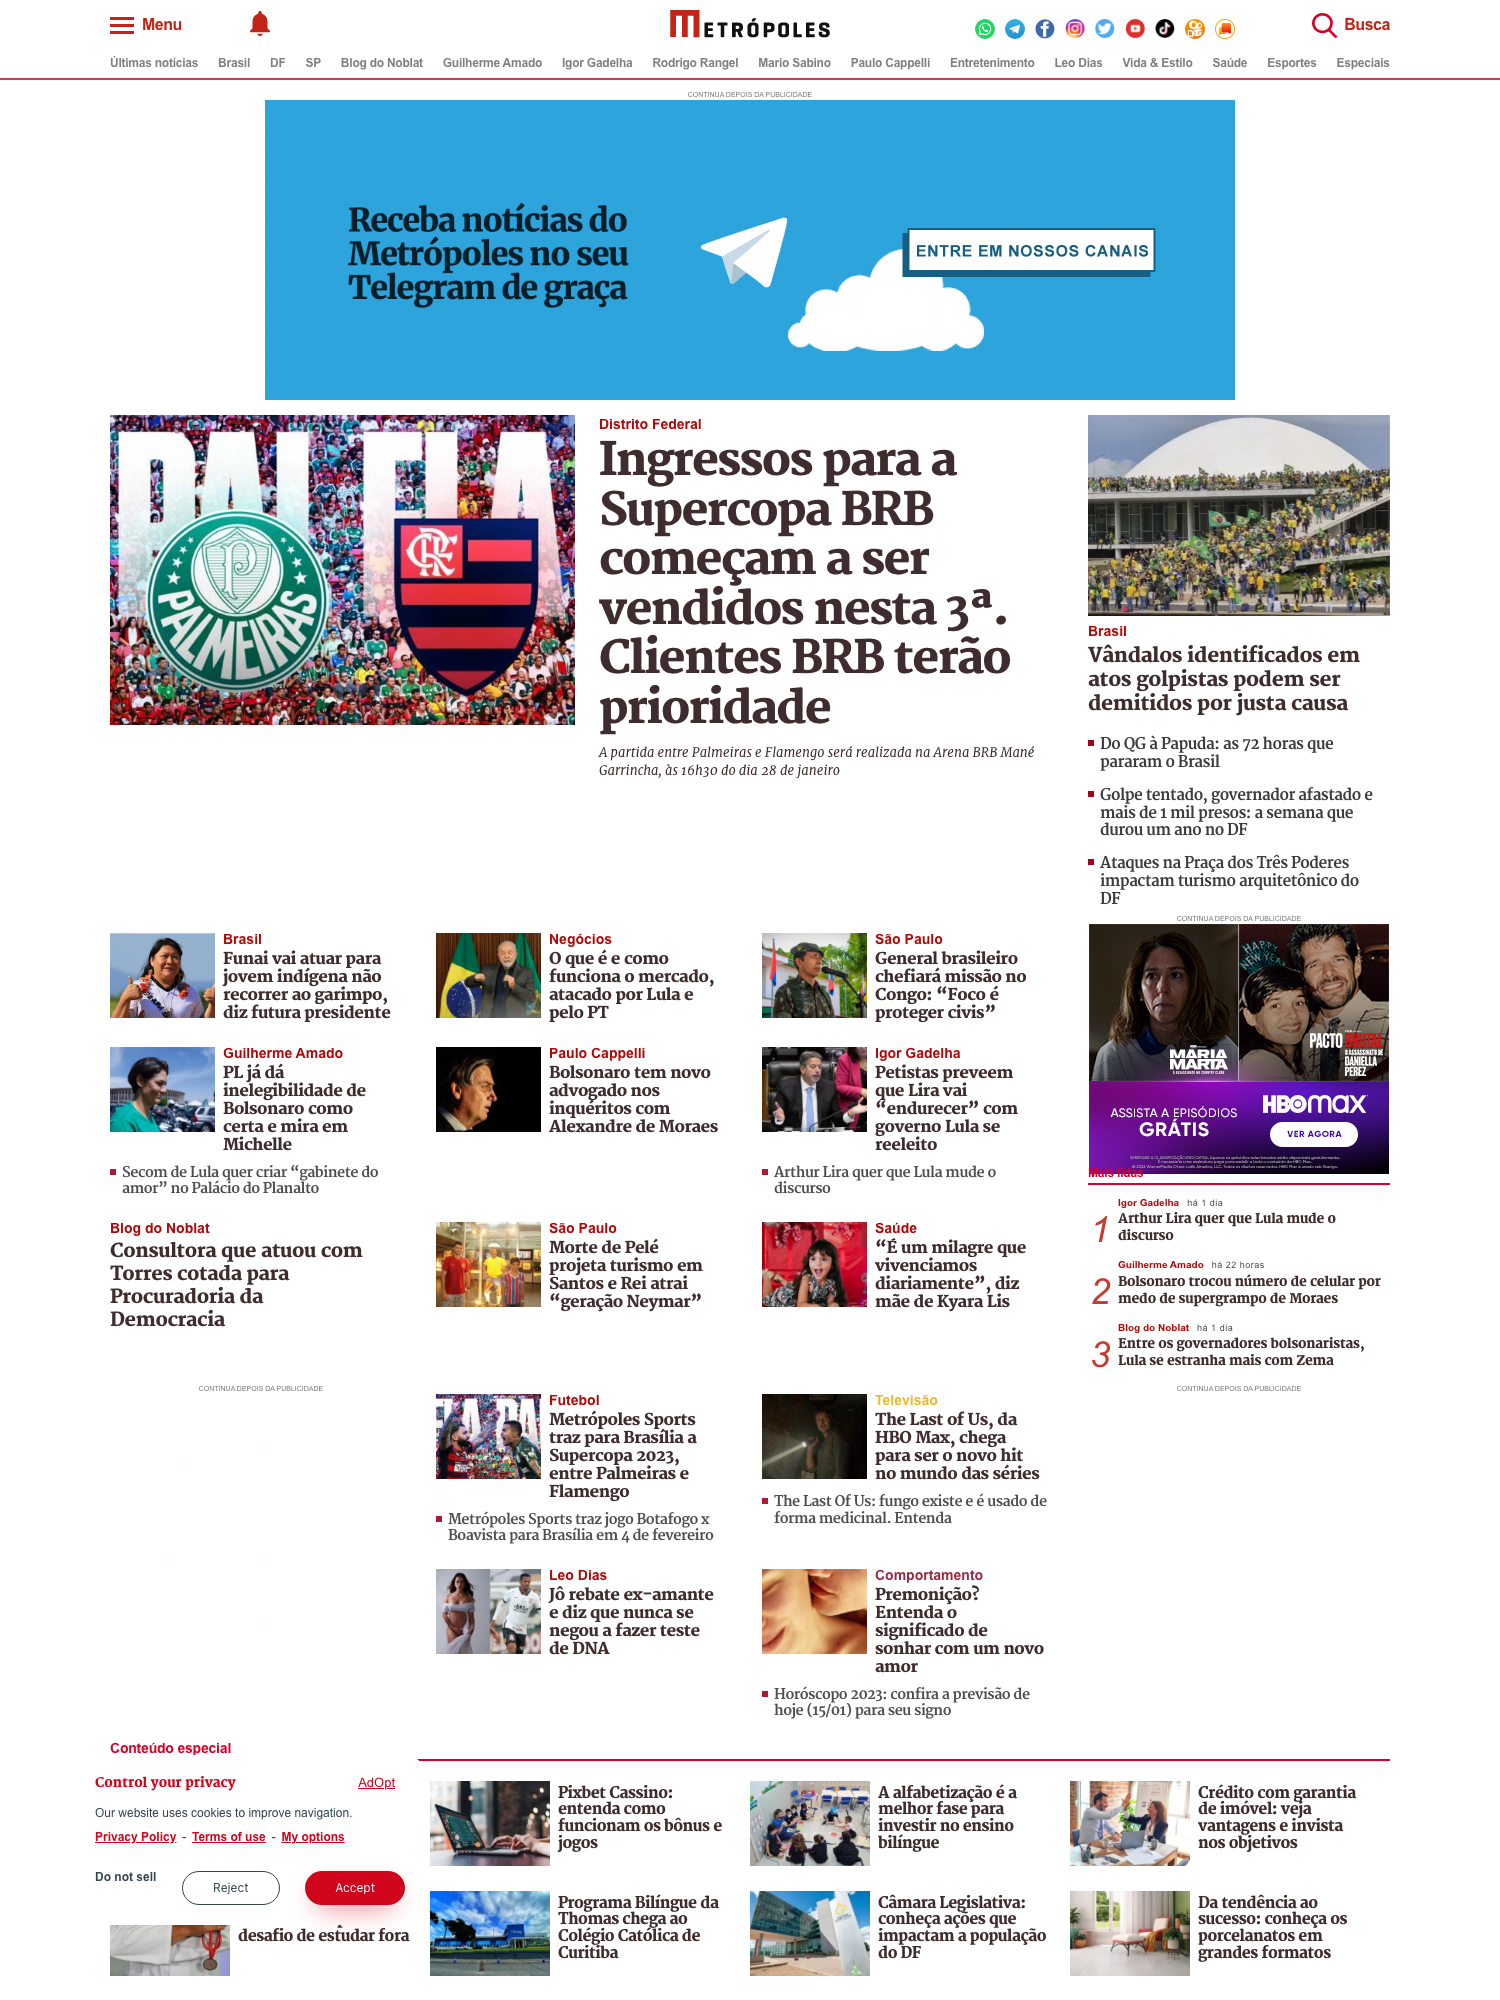 Menu
METRÓPOLES
Busca
Últimas notícias Brasil DF SP Blog do Noblat Guilherme Amado Igor Gadelha Rodrigo Rangel Mario Sabino Paulo Cappelli Entretenimento Leo Dias Vida & Estilo Saúde Esportes Especiais
CONTINUA DEPOIS DA PUBLICIDADE
Receba notícias do
Metrópoles no seu
Telegram de graça
ENTRE EM NOSSOS CANAIS
PALMEIRAS
Distrito Federal
Ingressos para a
Supercopa BRB
começam a ser
vendidos nesta 3ª.
Clientes BRB terão
prioridade
A partida entre Palmeiras e Flamengo será realizada na Arena BRB Mané
Garrincha, às 16h30 do dia 28 de janeiro
Brasil
Vândalos identificados em
atos golpistas podem ser
demitidos por justa causa
Do QG à Papuda: as 72 horas que
pararam o Brasil
Golpe tentado, governador afastado e
mais de 1 mil presos: a semana que
durou um ano no DF
Ataques na Praça dos Três Poderes
impactam turismo arquitetônico do
DF
Brasil
Funai vai atuar para
jovem indígena não
recorrer ao garimpo,
diz futura presidente
Negócios
O que é e como
funciona o mercado,
atacado por Lula e
pelo PT
São Paulo
General brasileiro
chefiará missão no
Congo: “Foco é
proteger civis”
Guilherme Amado
PL já dá
inelegibilidade de
Bolsonaro como
certa e mira em
Michelle
Secom de Lula quer criar “gabinete do
amor” no Palácio do Planalto
Paulo Cappelli
Bolsonaro tem novo
advogado nos
inquéritos com
Alexandre de Moraes
Igor Gadelha
Petistas preveem
que Lira vai
“endurecer” com
governo Lula se
reeleito
Arthur Lira quer que Lula mude o
discurso
CONTINUA DEPOIS DA PUBLICIDADE
HAPPY
NEW YEAR
MARIA
MARTA
PACTO BRUTAL
O ASSASSINATO DE
DANIELLA
PEREZ
ASSISTA A EPISÓDIOS
GRÁTIS
HBOMAX
VER AGORA
Mais lidas
1
Igor Gadelha há 1 dia
Arthur Lira quer que Lula mude o
discurso
2
Guilherme Amado há 22 horas
Bolsonaro trocou número de celular por
medo de supergrampo de Moraes
3
Blog do Noblat há 1 dia
Entre os governadores bolsonaristas,
Lula se estranha mais com Zema
CONTINUA DEPOIS DA PUBLICIDADE
Blog do Noblat
Consultora que atuou com
Torres cotada para
Procuradoria da
Democracia
São Paulo
Morte de Pelé
projeta turismo em
Santos e Rei atrai
“geração Neymar”
Saúde
“É um milagre que
vivenciamos
diariamente”, diz
mãe de Kyara Lis
CONTINUA DEPOIS DA PUBLICIDADE
Futebol
Metrópoles Sports
traz para Brasília a
Supercopa 2023,
entre Palmeiras e
Flamengo
Metrópoles Sports traz jogo Botafogo x
Boavista para Brasília em 4 de fevereiro
Televisão
The Last of Us, da
HBO Max, chega
para ser o novo hit
no mundo das séries
The Last Of Us: fungo existe e é usado de
forma medicinal. Entenda
Leo Dias
Jô rebate ex-amante
e diz que nunca se
negou a fazer teste
de DNA
Comportamento
Premonição?
Entenda o
significado de
sonhar com um novo
amor
Horóscopo 2023: confira a previsão de
hoje (15/01) para seu signo
Conteúdo especial
Control your privacy
AdOpt
Our website uses cookies to improve navigation.
Privacy Policy - Terms of use - My options
Do not sell
Reject
Accept
Pixbet Cassino:
entenda como
funcionam os bônus e
jogos
A alfabetização é a
melhor fase para
investir no ensino
bilíngue
Crédito com garantia
de imóvel: veja
vantagens e invista
nos objetivos
desafio de estudar fora
Programa Bilíngue da
Thomas chega ao
Colégio Católica de
Curitiba
Câmara Legislativa:
conheça ações que
impactam a população
do DF
Da tendência ao
sucesso: conheça os
porcelanatos em
grandes formatos